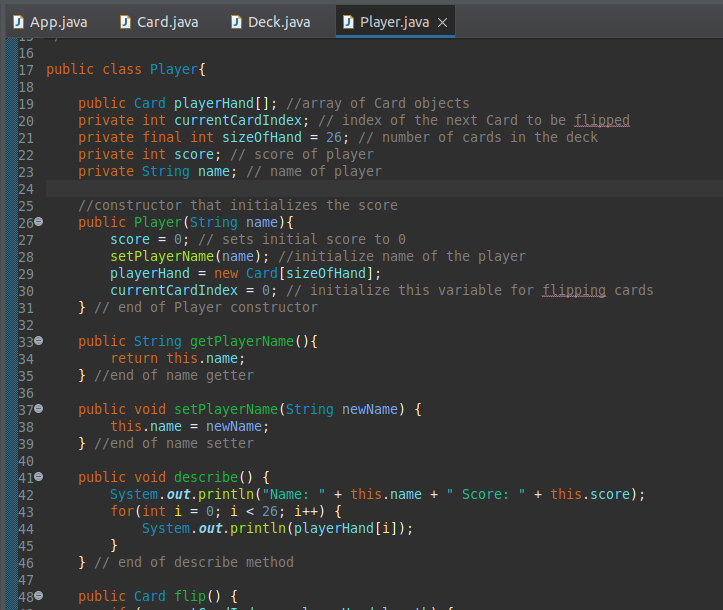 App.java Card.java Deck.java Player.java
16
17 public class Player{
18
19 public Card playerHand[]; //array of Card objects
20 private int currentCardIndex; // index of the next Card to be flipped
21 private final int sizeOfHand = 26; // number of cards in the deck
22 private int score; // score of player
23 private String name; // name of player
24
25 //constructor that initializes the score
26 public Player(String name){
27 score = 0; // sets initial score to 0
28 setPlayerName(name); //initialize name of the player
29 playerHand = new Card[sizeOfHand];
30 currentCardIndex = 0; // initialize this variable for flipping cards
31 } // end of Player constructor
32
33 public String getPlayerName(){
34 return this.name;
35 } //end of name getter
36
37 public void setPlayerName(String newName) {
38 this.name = newName;
39 } //end of name setter
40
41 public void describe() {
42 System.out.println("Name: " + this.name + " Score: " + this.score);
43 for(int i = 0; i < 26; i++) {
44 System.out.println(playerHand[i]);
45 }
46 } // end of describe method
47
48 public Card flip() {